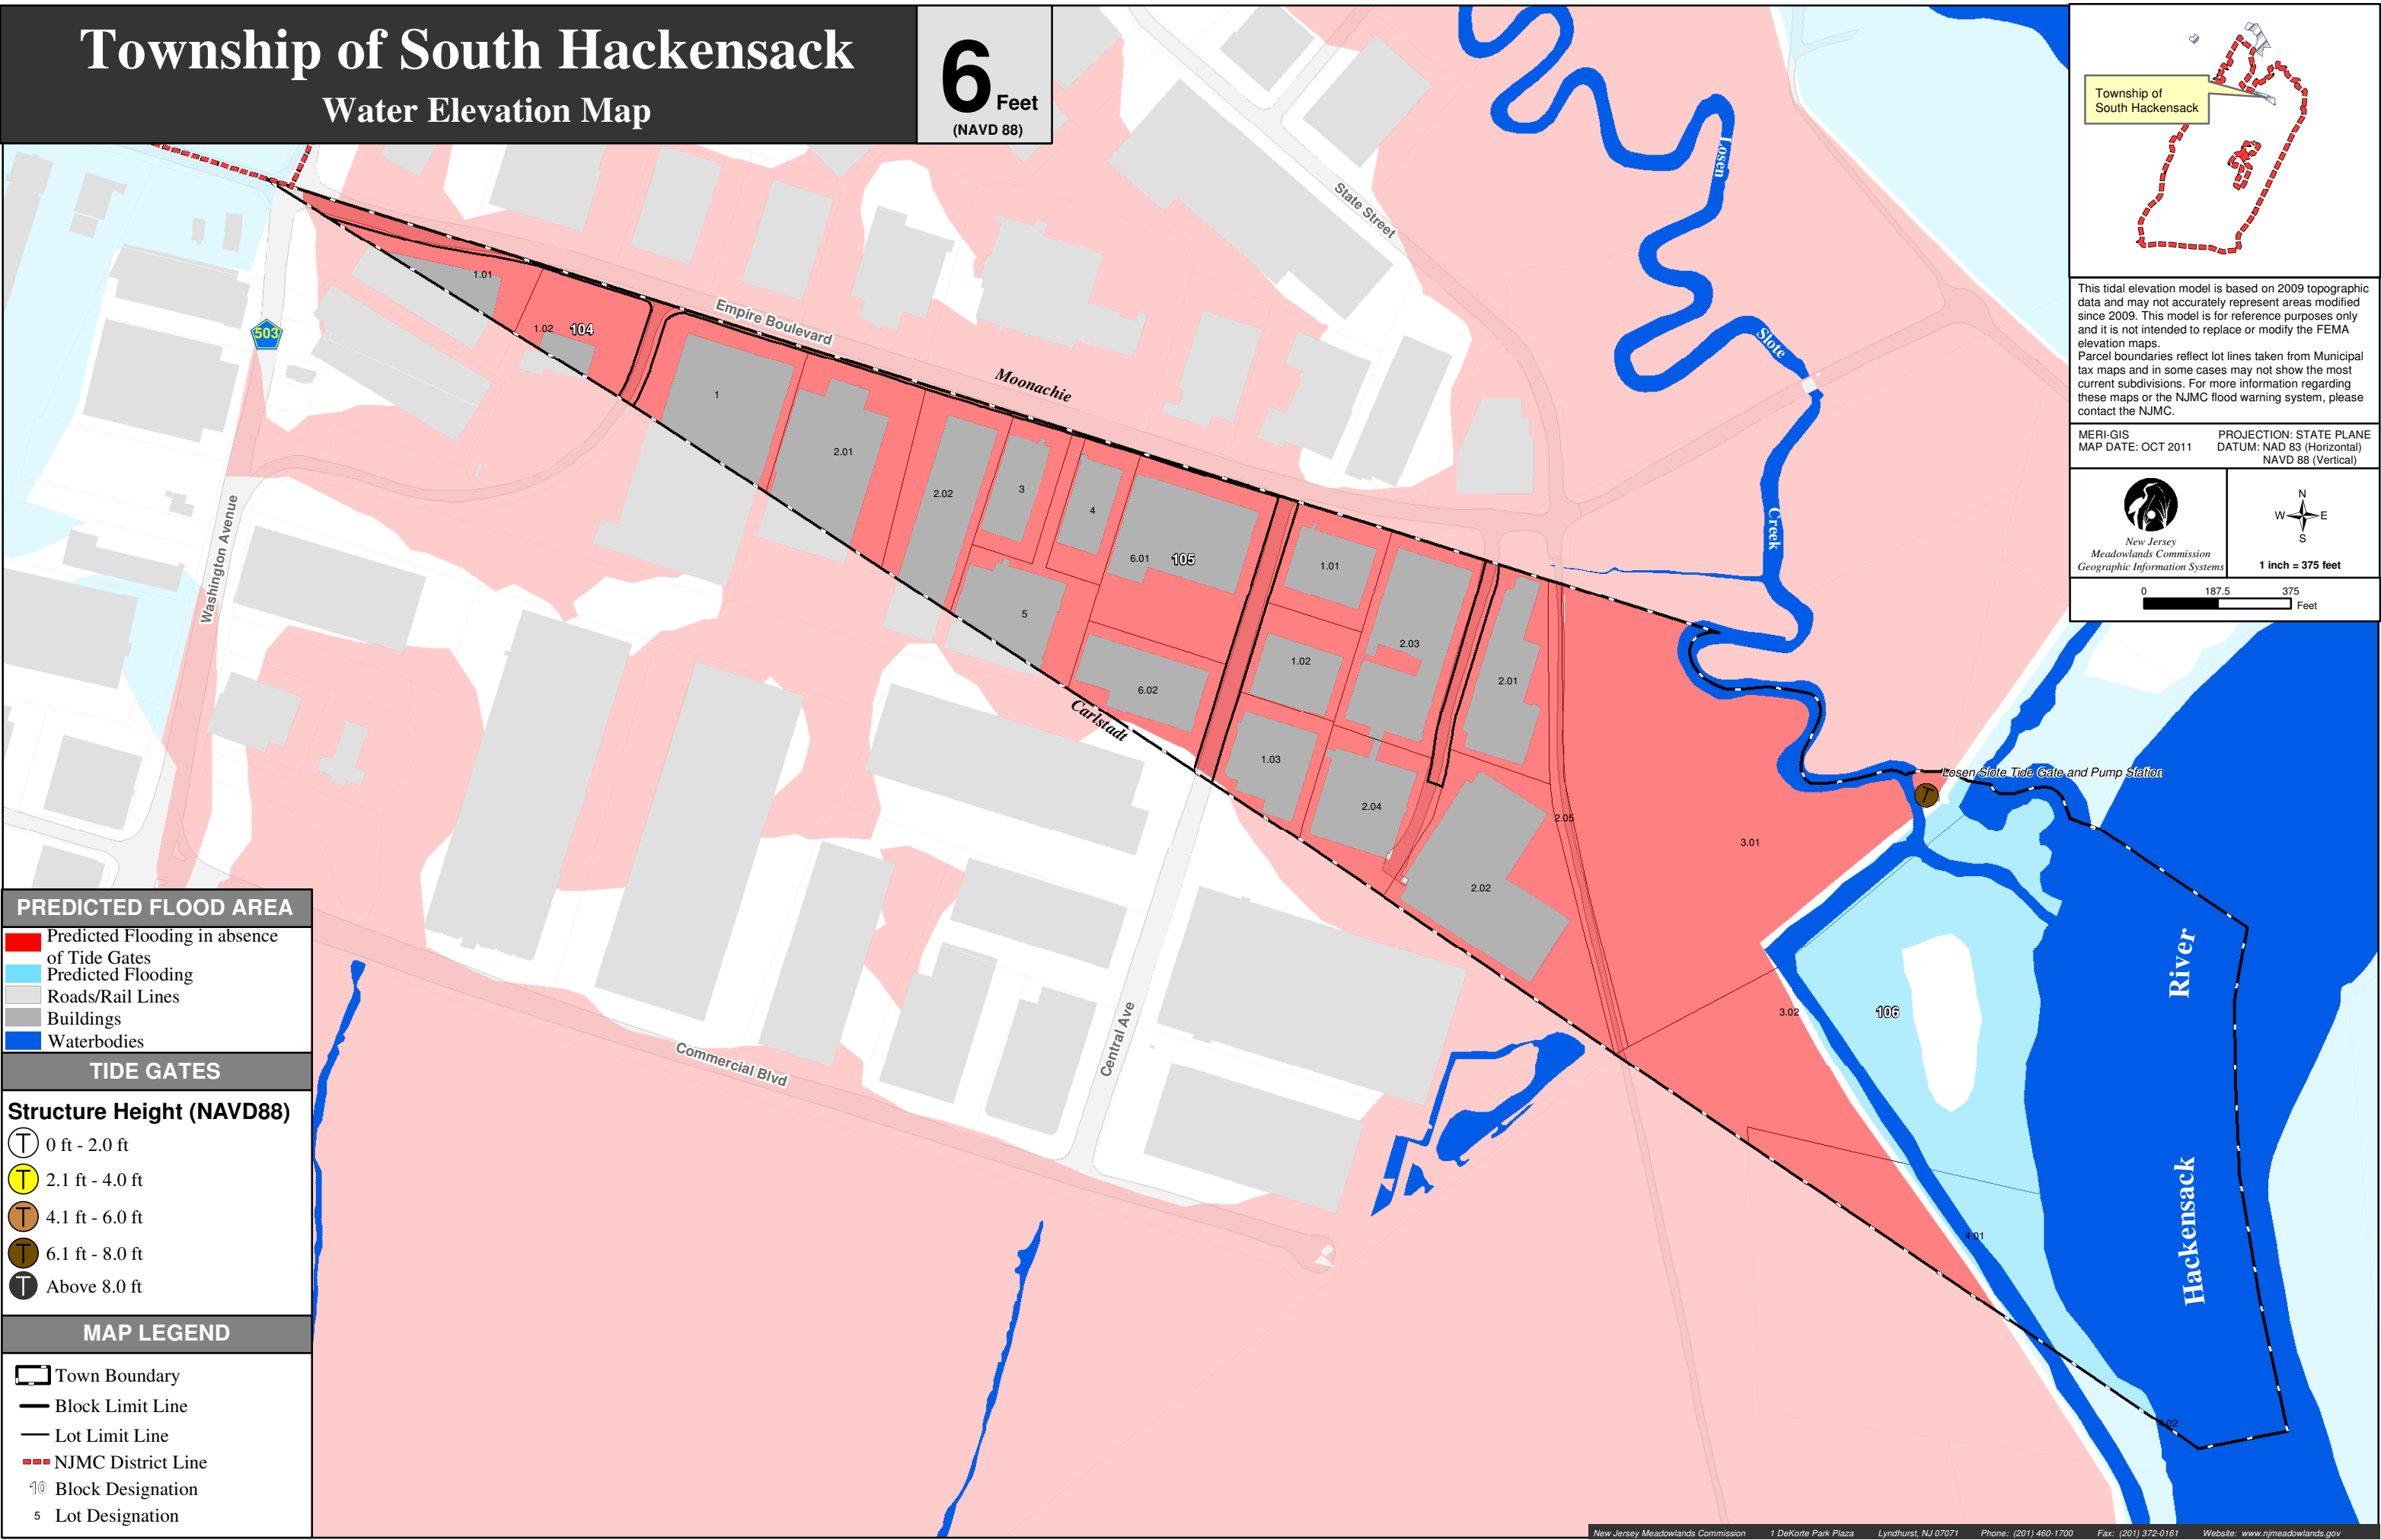 Township of South Hackensack
Water Elevation Map
6 Feet
(NAVD 88)
Township of
South Hackensack
This tidal elevation model is based on 2009 topographic
data and may not accurately represent areas modified
since 2009. This model is for reference purposes only
and it is not intended to replace or modify the FEMA
elevation maps.
Parcel boundaries reflect lot lines taken from Municipal
tax maps and in some cases may not show the most
current subdivisions. For more information regarding
these maps or the NJMC flood warning system, please
contact the NJMC.
MERI-GIS
MAP DATE: OCT 2011
PROJECTION: STATE PLANE
DATUM: NAD 83 (Horizontal)
NAVD 88 (Vertical)
New Jersey
Meadowlands Commission
Geographic Information Systems
N
W E
S
1 inch = 375 feet
0 187.5 375
Feet
Losen
Slote
Creek
State Street
Empire Boulevard
Moonachie
503
Washington Avenue
1.01
1.02
104
1
2.01
2.02
3
4
5
6.01
105
6.02
1.01
1.02
1.03
2.03
2.04
2.01
2.02
2.05
3.01
3.02
106
4.01
4.02
Carlstadt
Central Ave
Commercial Blvd
Losen Slote Tide Gate and Pump Station
T
Hackensack
River
PREDICTED FLOOD AREA
Predicted Flooding in absence
of Tide Gates
Predicted Flooding
Roads/Rail Lines
Buildings
Waterbodies
TIDE GATES
Structure Height (NAVD88)
T 0 ft - 2.0 ft
T 2.1 ft - 4.0 ft
T 4.1 ft - 6.0 ft
T 6.1 ft - 8.0 ft
T Above 8.0 ft
MAP LEGEND
Town Boundary
Block Limit Line
Lot Limit Line
NJMC District Line
10 Block Designation
5 Lot Designation
New Jersey Meadowlands Commission 1 DeKorte Park Plaza Lyndhurst, NJ 07071 Phone: (201) 460-1700 Fax: (201) 372-0161 Website: www.njmeadowlands.gov